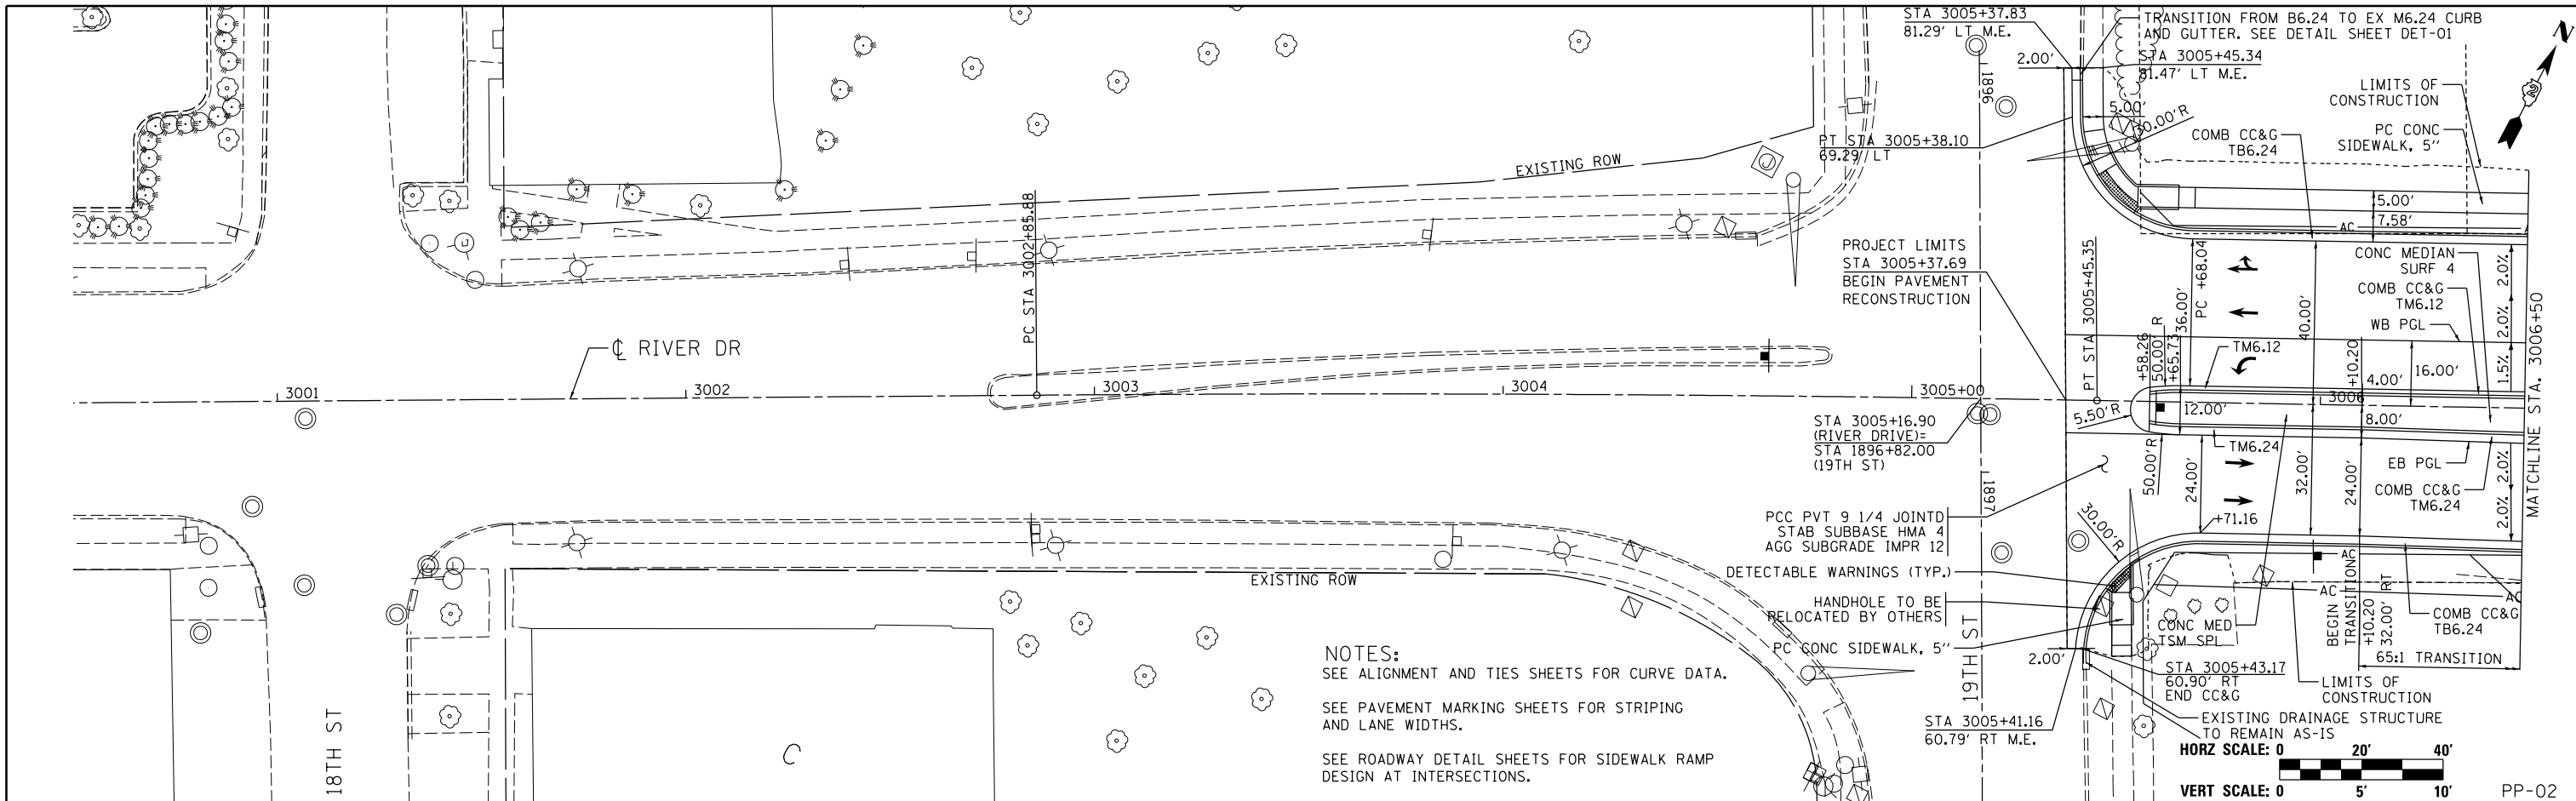 STA 3005+37.83
81.29' LT M.E.
TRANSITION FROM B6.24 TO EX M6.24 CURB
AND GUTTER. SEE DETAIL SHEET DET-01
N
2.00'
STA 3005+45.34
81.47' LT M.E.
1896
LIMITS OF
CONSTRUCTION
5.00'
30.00'R
COMB CC&G
TB6.24
PC CONC
SIDEWALK, 5"
PT STA 3005+38.10
69.29' LT
EXISTING ROW
5.00'
7.58'
AC
PC STA 3002+85.88
PROJECT LIMITS
STA 3005+37.69
BEGIN PAVEMENT
RECONSTRUCTION
PT STA 3005+45.35
PC +68.04
36.00'
40.00'
CONC MEDIAN
SURF 4
COMB CC&G
TM6.12
WB PGL
2.0%
2.0%
1.5%
MATCHLINE STA. 3006+50
℄ RIVER DR
+58.26
50.00' R
+65.73
TM6.12
+10.20
16.00'
4.00'
3001
3002
3003
3004
3005+00
3006
5.50'R
12.00'
8.00'
STA 3005+16.90
(RIVER DRIVE)=
STA 1896+82.00
(19TH ST)
1897
TM6.24
50.00'R
24.00'
32.00'
24.00'
EB PGL
COMB CC&G
TM6.24
2.0%
2.0%
PCC PVT 9 1/4 JOINTD
STAB SUBBASE HMA 4
AGG SUBGRADE IMPR 12
30.00'R
+71.16
AC
DETECTABLE WARNINGS (TYP.)
EXISTING ROW
AC
AC
HANDHOLE TO BE
RELOCATED BY OTHERS
CONC MED
TSM SPL
BEGIN
TRANSITION
+10.20
32.00' RT
COMB CC&G
TB6.24
PC CONC SIDEWALK, 5"
2.00'
65:1 TRANSITION
19TH ST
STA 3005+43.17
60.90' RT
END CC&G
LIMITS OF
CONSTRUCTION
NOTES:
SEE ALIGNMENT AND TIES SHEETS FOR CURVE DATA.
SEE PAVEMENT MARKING SHEETS FOR STRIPING
AND LANE WIDTHS.
SEE ROADWAY DETAIL SHEETS FOR SIDEWALK RAMP
DESIGN AT INTERSECTIONS.
STA 3005+41.16
60.79' RT M.E.
EXISTING DRAINAGE STRUCTURE
TO REMAIN AS-IS
18TH ST
C
HORZ SCALE: 0 20' 40'
VERT SCALE: 0 5' 10'
PP-02